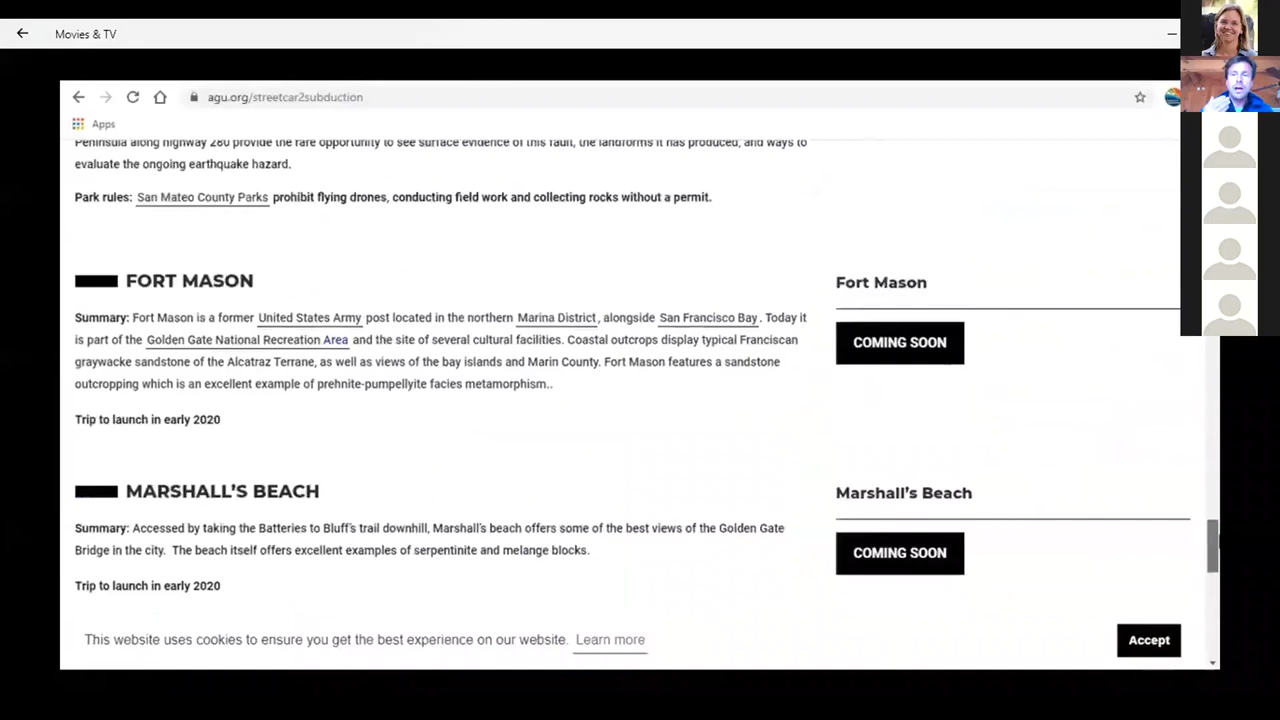 Movies & TV
agu.org/streetcar2subduction
Apps
Peninsula along highway 280 provide the rare opportunity to see surface evidence of this fault, the landforms it has produced, and ways to
evaluate the ongoing earthquake hazard.
Park rules: San Mateo County Parks prohibit flying drones, conducting field work and collecting rocks without a permit.
FORT MASON
Summary: Fort Mason is a former United States Army post located in the northern Marina District, alongside San Francisco Bay. Today it
is part of the Golden Gate National Recreation Area and the site of several cultural facilities. Coastal outcrops display typical Franciscan
graywacke sandstone of the Alcatraz Terrane, as well as views of the bay islands and Marin County. Fort Mason features a sandstone
outcropping which is an excellent example of prehnite-pumpellyite facies metamorphism..
Trip to launch in early 2020
Fort Mason
COMING SOON
MARSHALL'S BEACH
Summary: Accessed by taking the Batteries to Bluff's trail downhill, Marshall's beach offers some of the best views of the Golden Gate
Bridge in the city. The beach itself offers excellent examples of serpentinite and melange blocks.
Trip to launch in early 2020
Marshall's Beach
COMING SOON
This website uses cookies to ensure you get the best experience on our website. Learn more
Accept